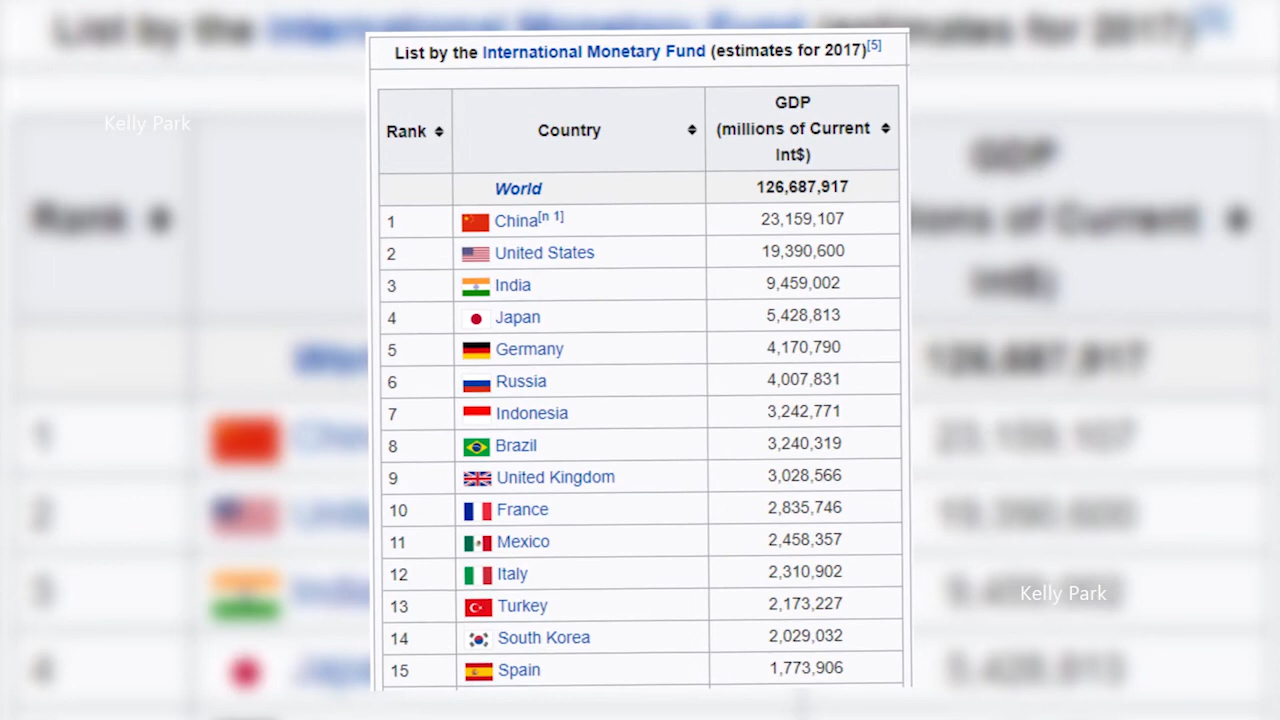 List by the International Monetary Fund (estimates for 2017)[5]
Rank Country GDP (millions of Current Int$)
World 126,687,917
1 China[n 1] 23,159,107
2 United States 19,390,600
3 India 9,459,002
4 Japan 5,428,813
5 Germany 4,170,790
6 Russia 4,007,831
7 Indonesia 3,242,771
8 Brazil 3,240,319
9 United Kingdom 3,028,566
10 France 2,835,746
11 Mexico 2,458,357
12 Italy 2,310,902
13 Turkey 2,173,227
14 South Korea 2,029,032
15 Spain 1,773,906
Kelly Park
Kelly Park